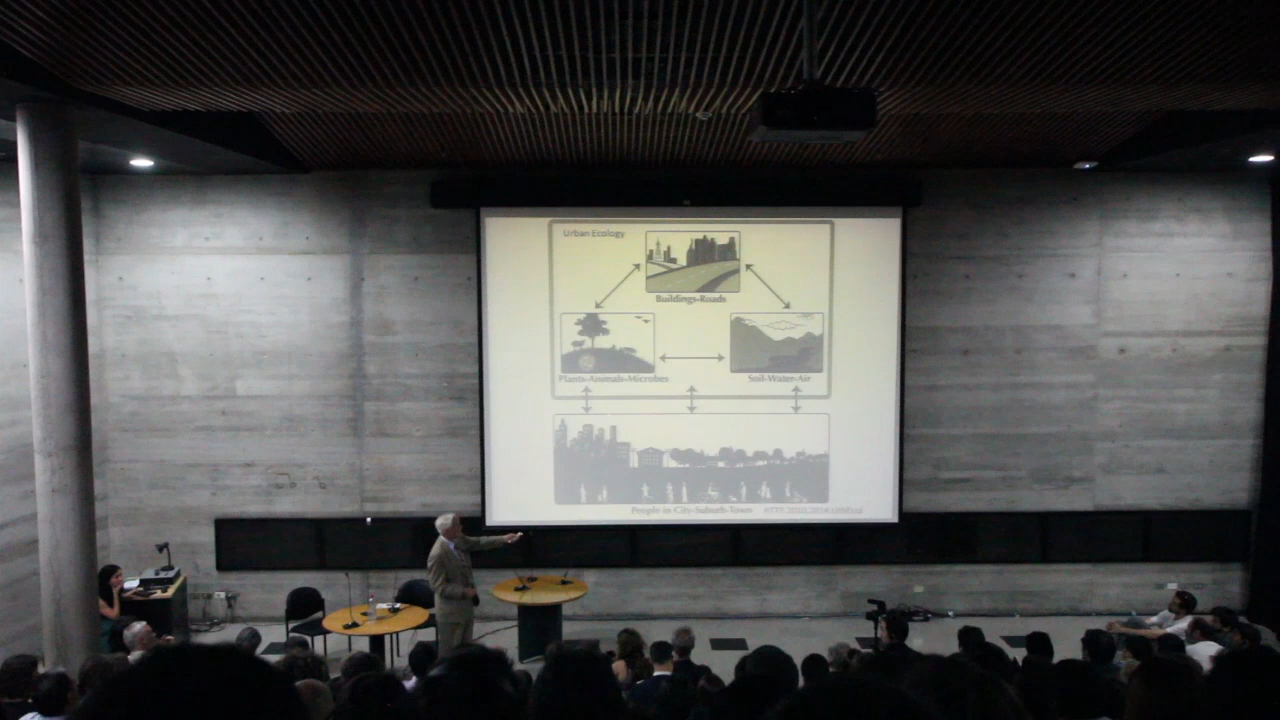 Urban Ecology
Buildings-Roads
Plants-Animals-Microbes
Soil-Water-Air
People in City-Suburb-Town